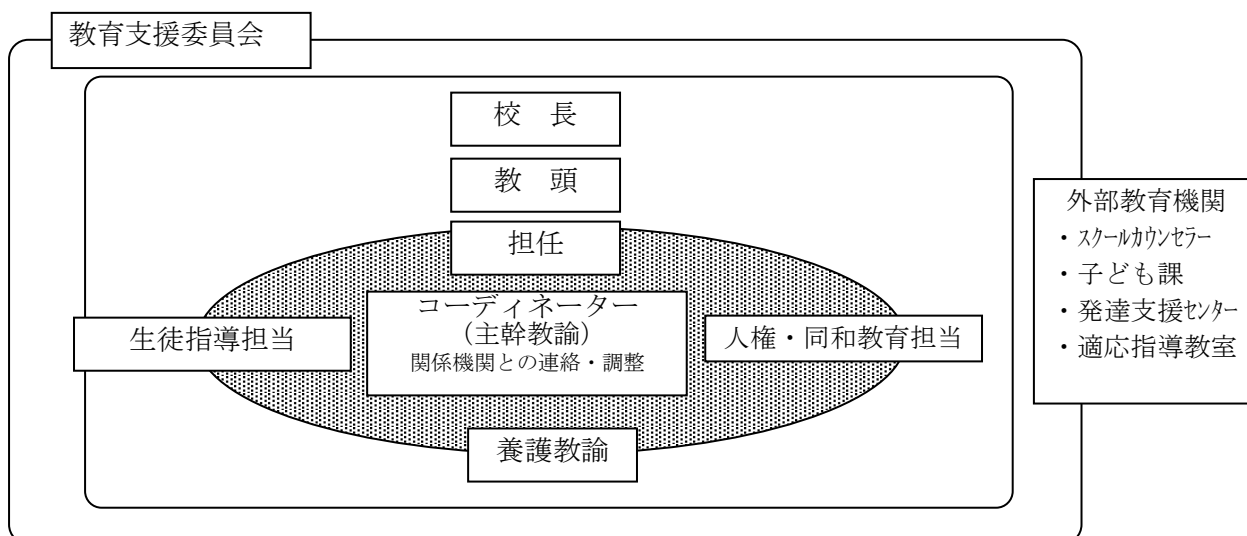 教育支援委員会
校　長
教　頭
担任
コーディネーター
(主幹教諭)
関係機関との連絡・調整
生徒指導担当
人権・同和教育担当
養護教諭
外部教育機関
・ｽｸｰﾙｶｳﾝｾﾗｰ
・子ども課
・発達支援ｾﾝﾀｰ
・適応指導教室